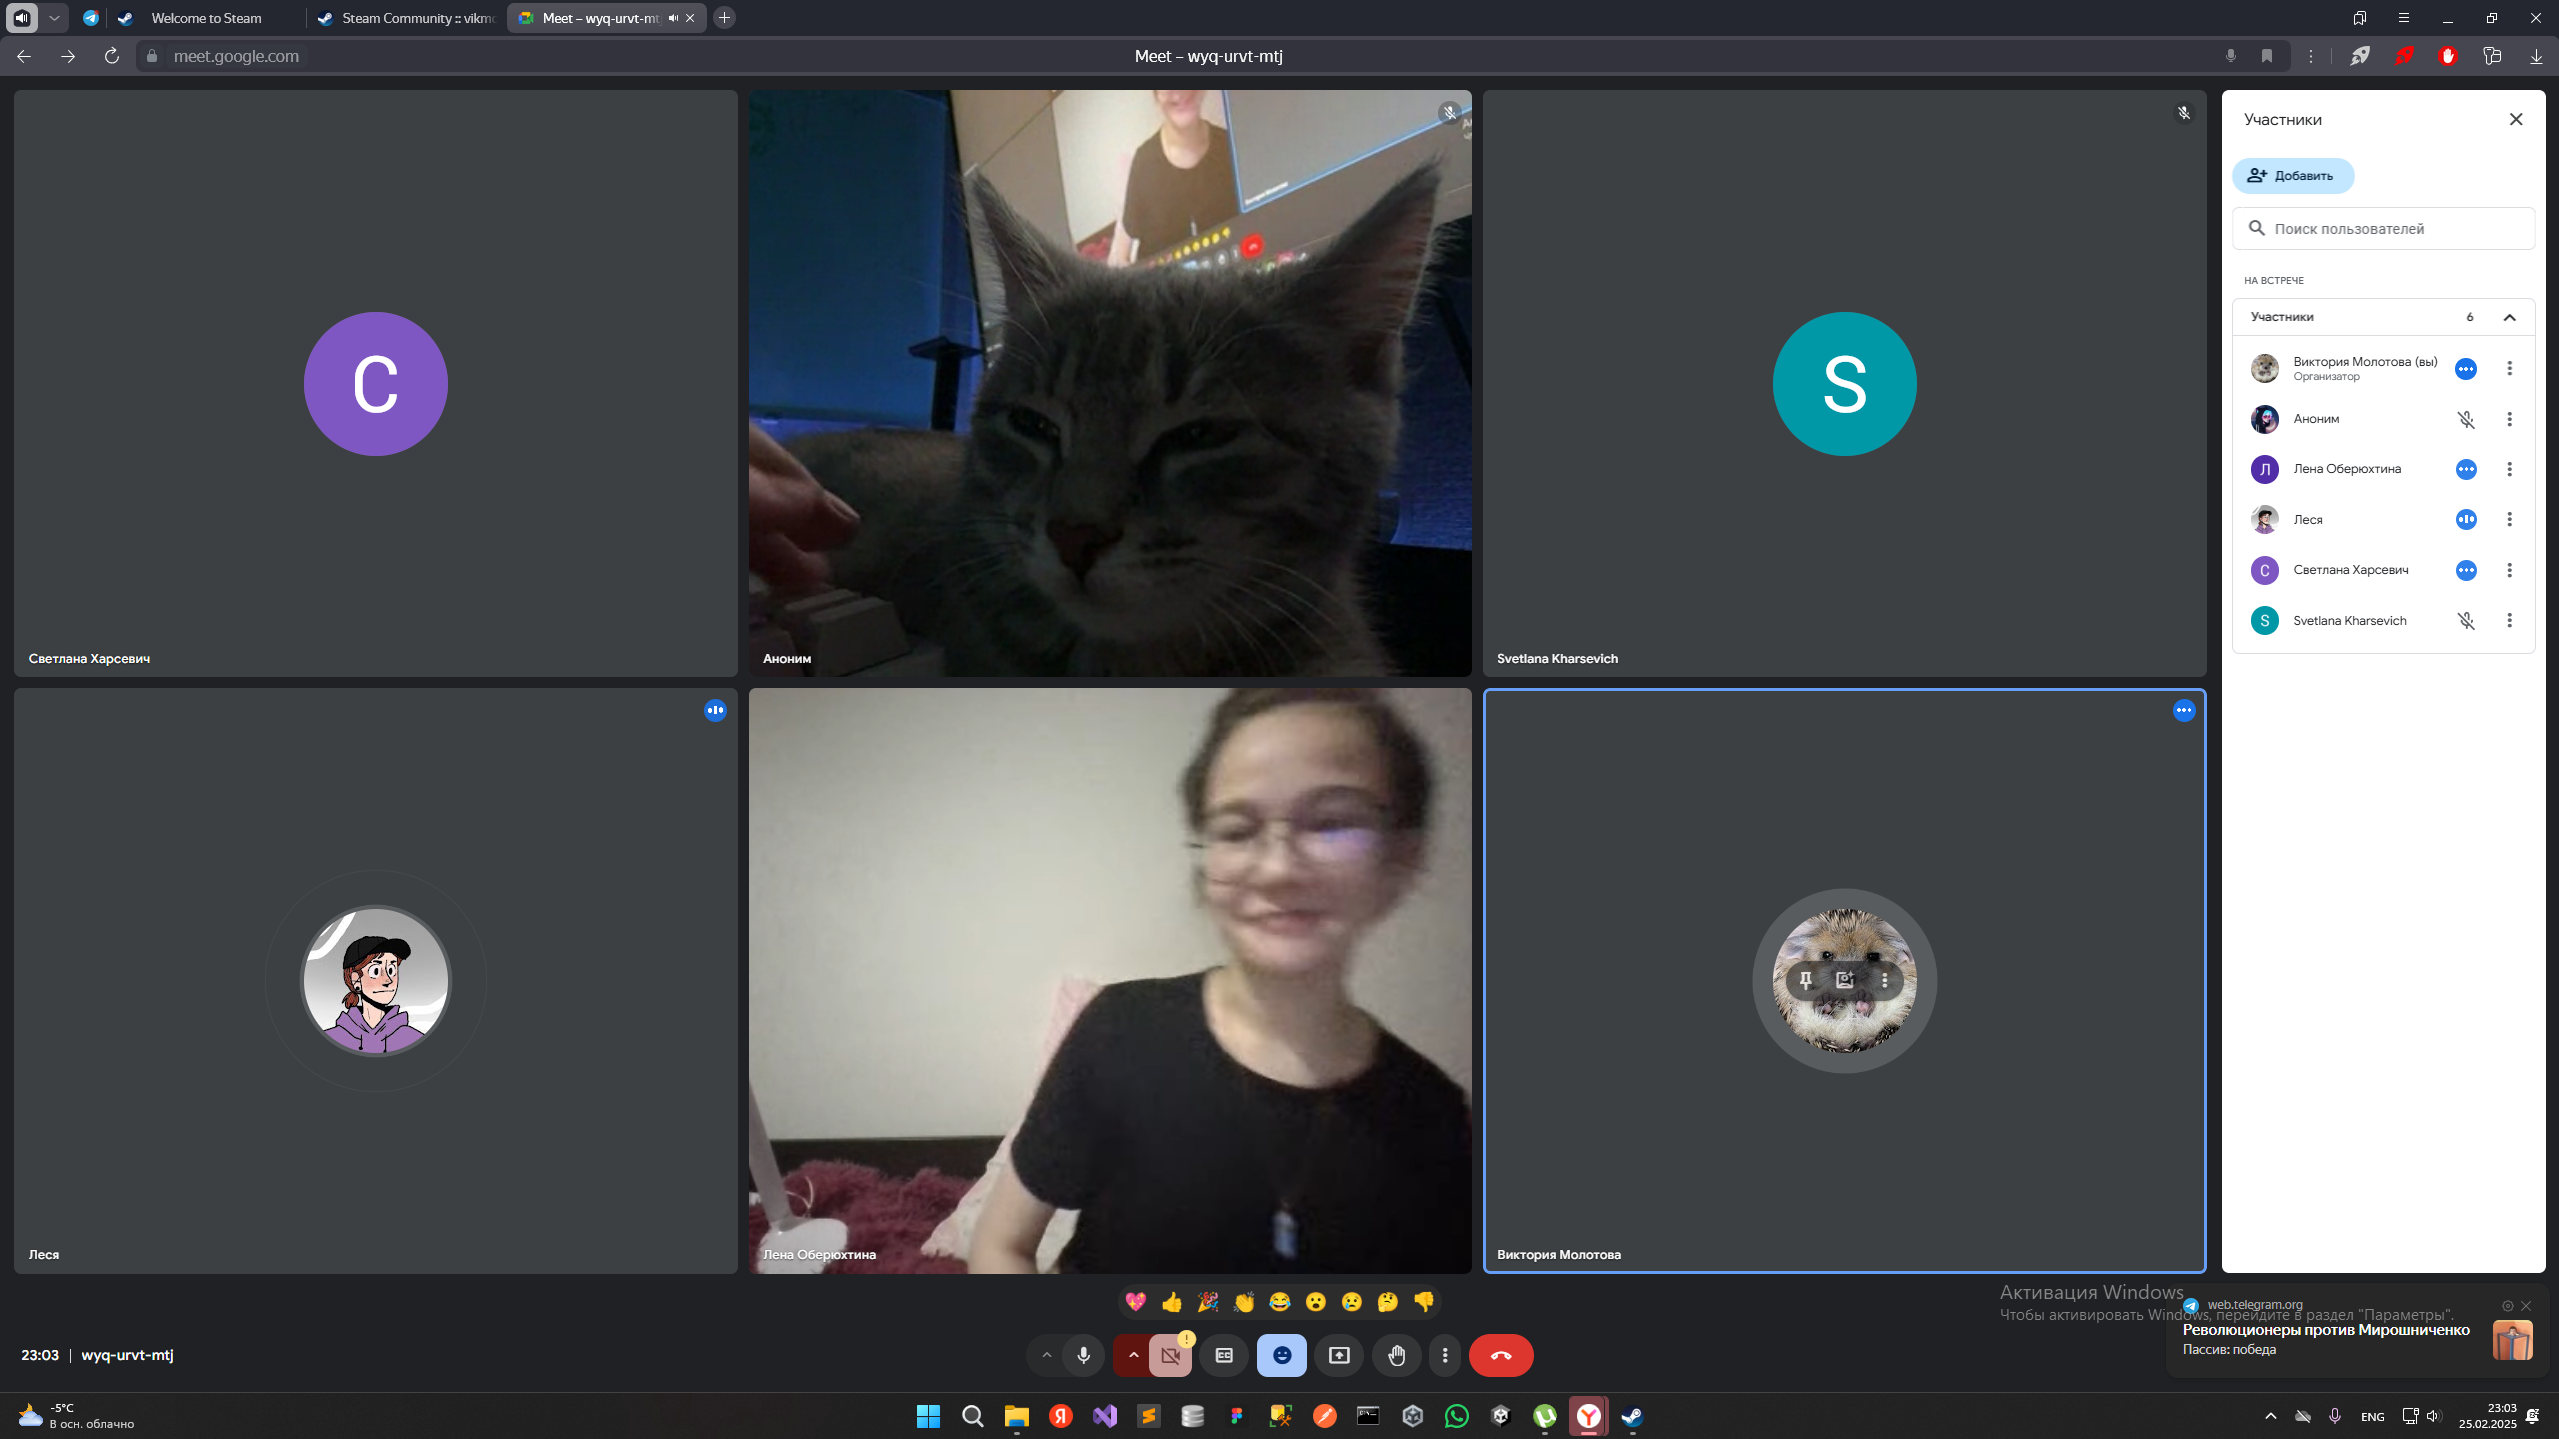 Welcome to Steam
Steam Community :: vikmo
Meet – wyq-urvt-mt
meet.google.com
Meet – wyq-urvt-mtj
C
Светлана Харсевич
Аноним
S
Svetlana Kharsevich
Леся
Лена Оберюхтина
Виктория Молотова
Участники
Добавить
Поиск пользователей
НА ВСТРЕЧЕ
Участники 6
Виктория Молотова (вы)
Организатор
Аноним
Л Лена Оберюхтина
Леся
С Светлана Харсевич
S Svetlana Kharsevich
Активация Windows
Чтобы активировать Windows, перейдите в раздел "Параметры".
web.telegram.org
Революционеры против Мирошниченко
Пассив: победа
23:03 | wyq-urvt-mtj
CC
-5°C
В осн. облачно
ENG
23:03
25.02.2025